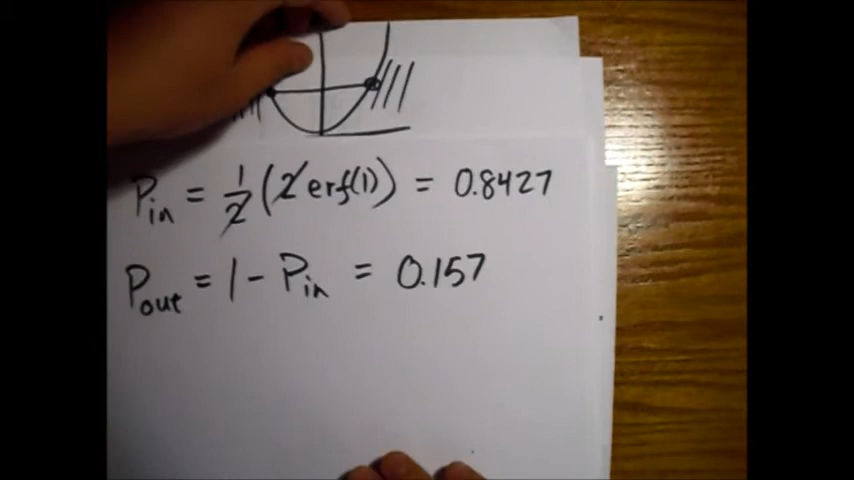 P_in = 1/2 (2 erf(1)) = 0.8427
P_out = 1 - P_in = 0.157